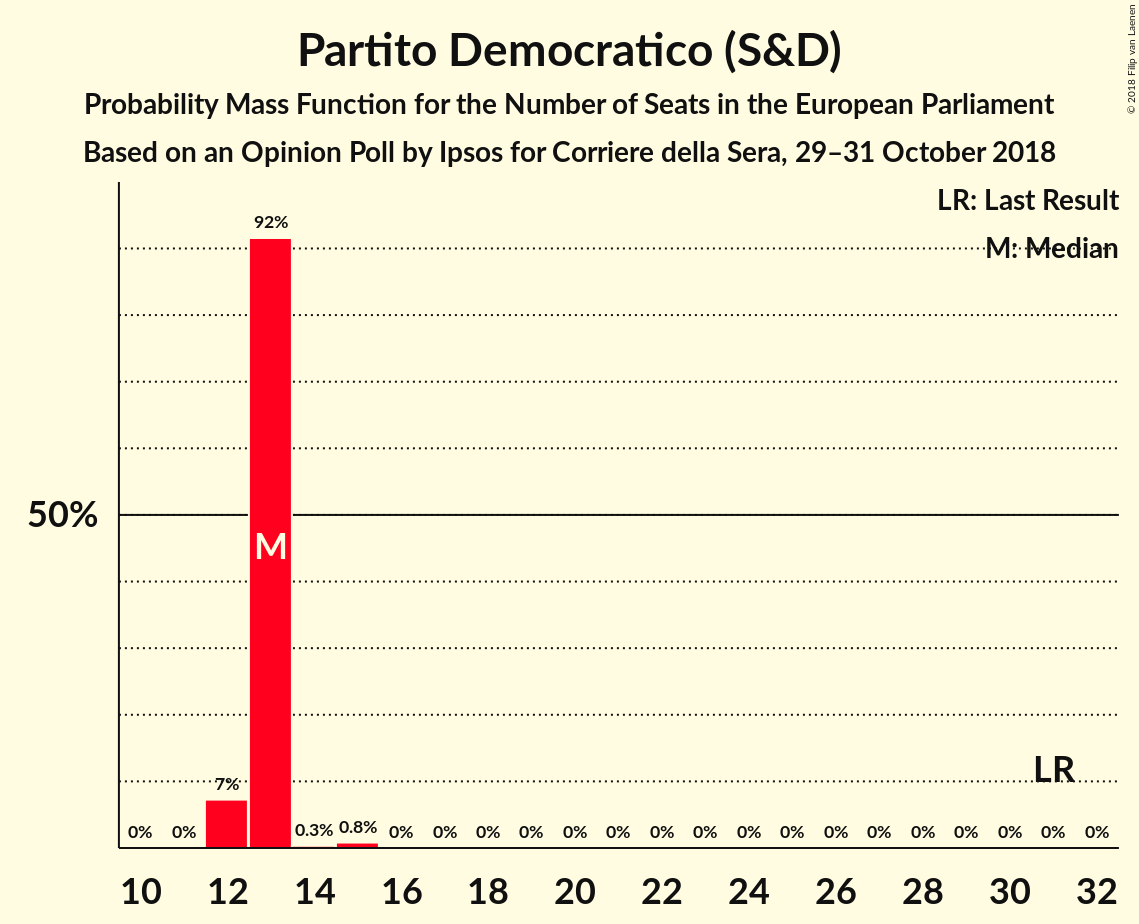 Partito Democratico (S&D)
Probability Mass Function for the Number of Seats in the European Parliament
Based on an Opinion Poll by Ipsos for Corriere della Sera, 29–31 October 2018
© 2018 Filip van Laenen
LR: Last Result
M: Median
92%
50%
M
LR
7%
0% 0% 0.3% 0.8% 0% 0% 0% 0% 0% 0% 0% 0% 0% 0% 0% 0% 0% 0% 0% 0% 0%
10 12 14 16 18 20 22 24 26 28 30 32